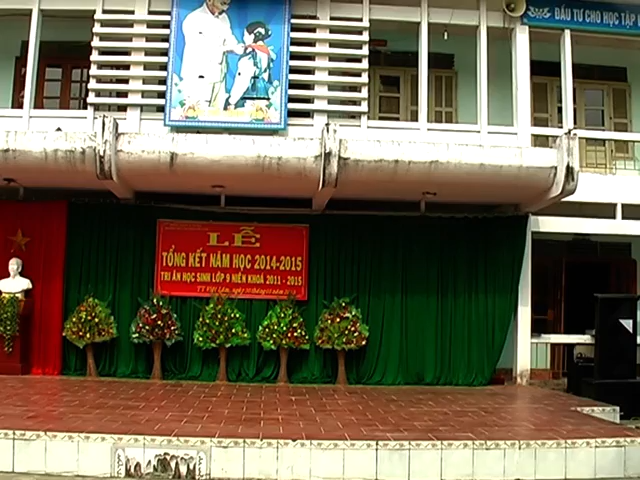 ĐẦU TƯ CHO HỌC TẬP
LỄ
TỔNG KẾT NĂM HỌC 2014-2015
TRI ÂN HỌC SINH LỚP 9 NIÊN KHOÁ 2011 - 2015